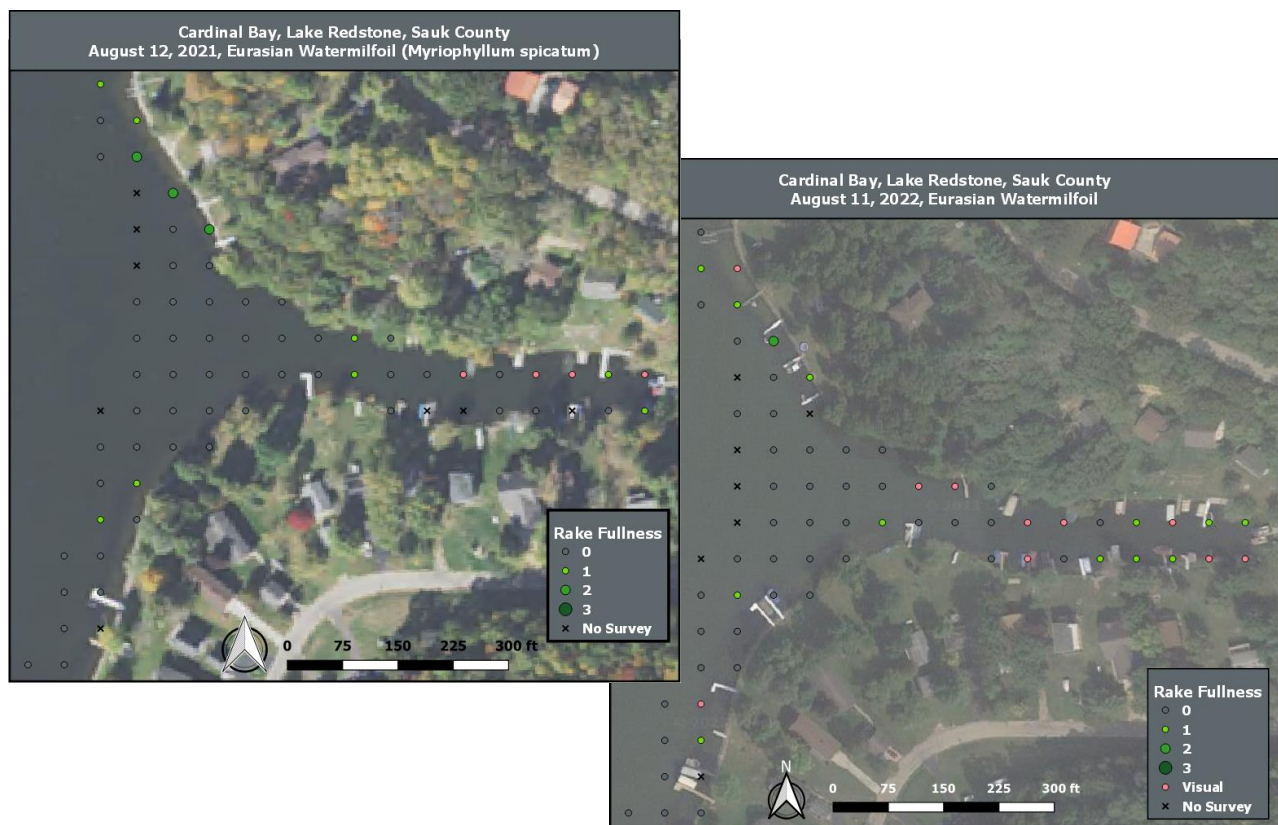 Cardinal Bay, Lake Redstone, Sauk County
August 12, 2021, Eurasian Watermilfoil (Myriophyllum spicatum)
Rake Fullness
0
1
2
3
No Survey
0 75 150 225 300 ft
Cardinal Bay, Lake Redstone, Sauk County
August 11, 2022, Eurasian Watermilfoil
Rake Fullness
0
1
2
3
Visual
No Survey
N
0 75 150 225 300 ft